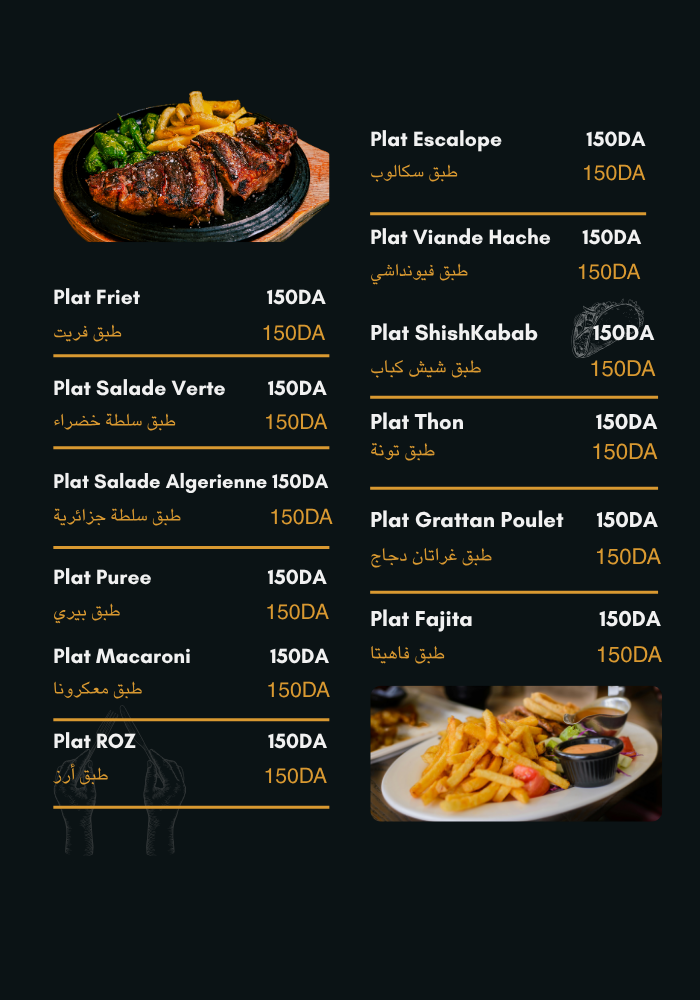 Plat Friet 150DA
طبق فريت 150DA
Plat Salade Verte 150DA
طبق سلطة خضراء 150DA
Plat Salade Algerienne 150DA
طبق سلطة جزائرية 150DA
Plat Puree 150DA
طبق بيري 150DA
Plat Macaroni 150DA
طبق معكرونا 150DA
Plat ROZ 150DA
طبق أرز 150DA
Plat Escalope 150DA
طبق سكالوب 150DA
Plat Viande Hache 150DA
طبق فيونداشي 150DA
Plat ShishKabab 150DA
طبق شيش كباب 150DA
Plat Thon 150DA
طبق تونة 150DA
Plat Grattan Poulet 150DA
طبق غراتان دجاج 150DA
Plat Fajita 150DA
طبق فاهيتا 150DA